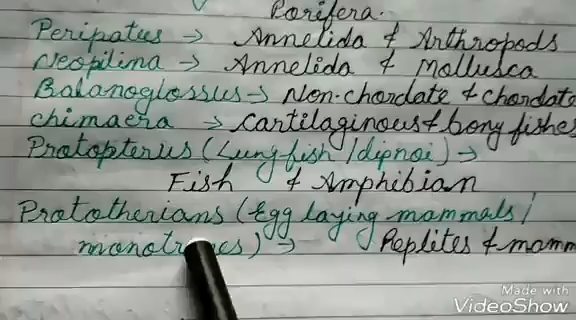 Porifera.
Peripatus → Annelida & Arthropods
Neopilina → Annelida & Mollusca
Balanoglossus → Non-chordate & chordate
Chimaera → Cartilaginous & bony fishes
Protopterus (Lungfish / dipnoi) →
Fish & Amphibian
Prototherians (Egg laying mammals /
monotremes) → Replites & mamm
Made with
VideoShow